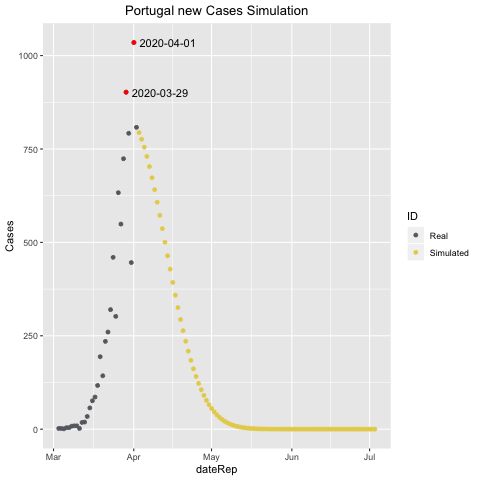 Portugal new Cases Simulation
2020-04-01
1000
2020-03-29
750
Cases
500
250
0
Mar Apr May Jun Jul
dateRep
ID
Real
Simulated